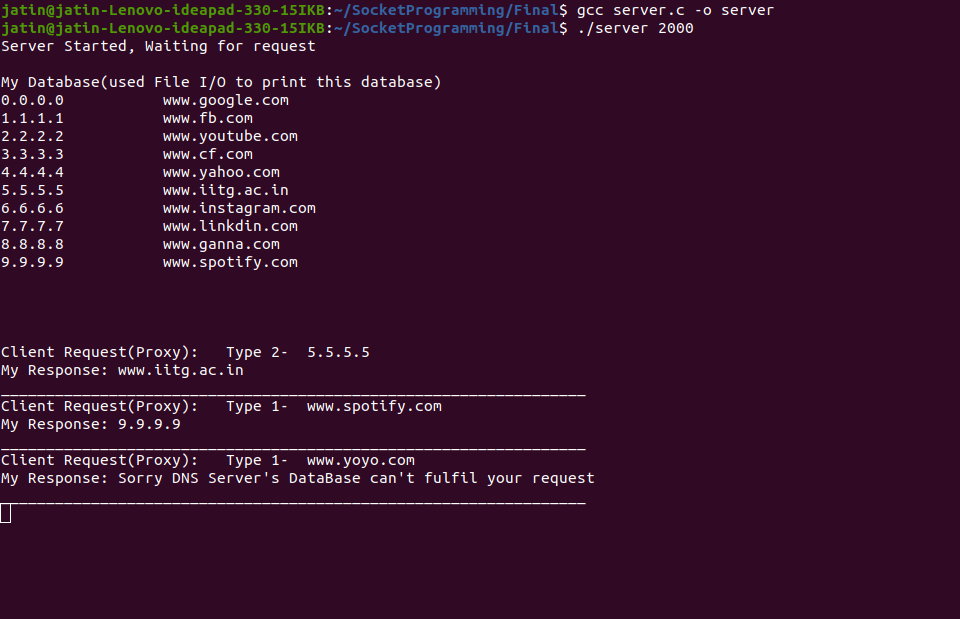 jatin@jatin-Lenovo-ideapad-330-15IKB:~/SocketProgramming/Final$ gcc server.c -o server
jatin@jatin-Lenovo-ideapad-330-15IKB:~/SocketProgramming/Final$ ./server 2000
Server Started, Waiting for request
My Database(used File I/O to print this database)
0.0.0.0 www.google.com
1.1.1.1 www.fb.com
2.2.2.2 www.youtube.com
3.3.3.3 www.cf.com
4.4.4.4 www.yahoo.com
5.5.5.5 www.iitg.ac.in
6.6.6.6 www.instagram.com
7.7.7.7 www.linkdin.com
8.8.8.8 www.ganna.com
9.9.9.9 www.spotify.com
Client Request(Proxy): Type 2- 5.5.5.5
My Response: www.iitg.ac.in
_________________________________________________________________
Client Request(Proxy): Type 1- www.spotify.com
My Response: 9.9.9.9
_________________________________________________________________
Client Request(Proxy): Type 1- www.yoyo.com
My Response: Sorry DNS Server's DataBase can't fulfil your request
_________________________________________________________________